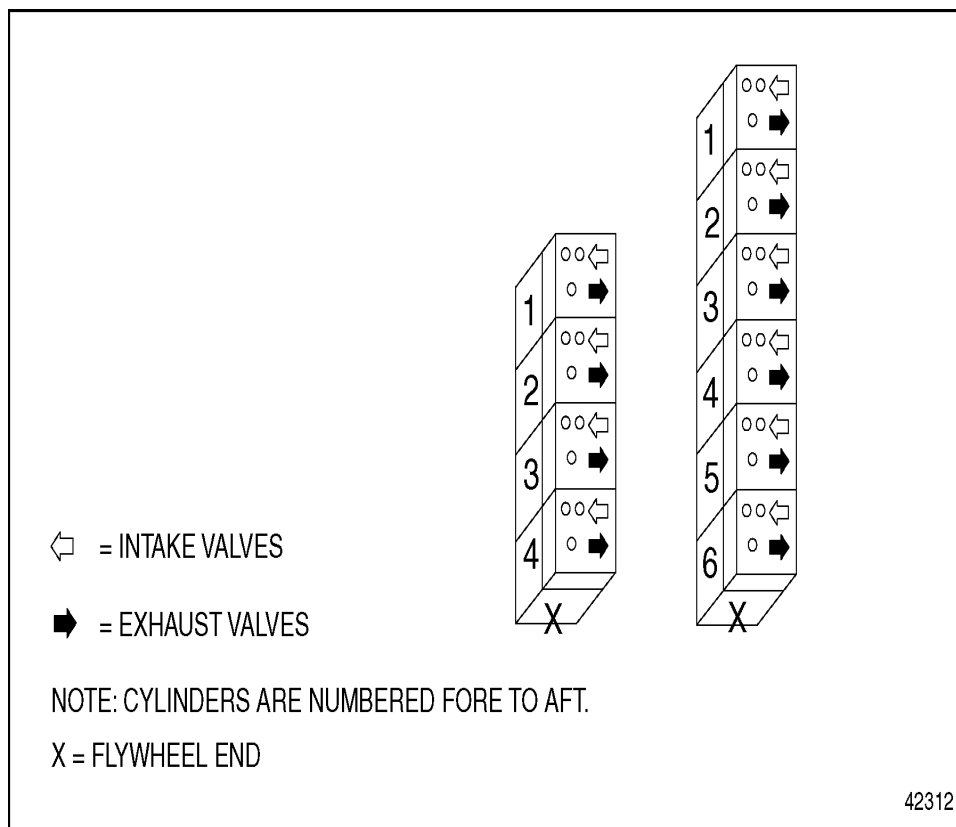 1
2
3
4
X
1
2
3
4
5
6
X
= INTAKE VALVES
= EXHAUST VALVES
NOTE: CYLINDERS ARE NUMBERED FORE TO AFT.
X = FLYWHEEL END
42312